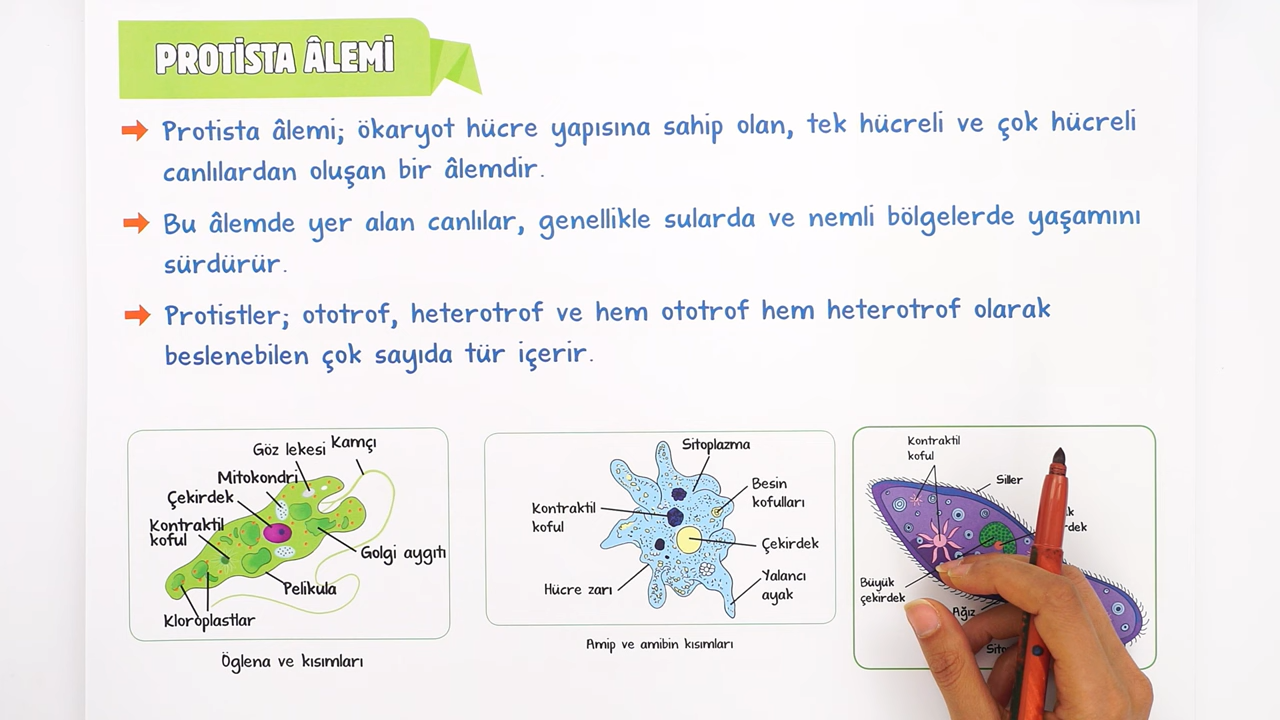 PROTİSTA ÂLEMİ
Protista âlemi; ökaryot hücre yapısına sahip olan, tek hücreli ve çok hücreli
canlılardan oluşan bir âlemdir.
Bu âlemde yer alan canlılar, genellikle sularda ve nemli bölgelerde yaşamını
sürdürür.
Protistler; ototrof, heterotrof ve hem ototrof hem heterotrof olarak
beslenebilen çok sayıda tür içerir.
Göz lekesi
Kamçı
Mitokondri
Çekirdek
Kontraktil
koful
Golgi aygıtı
Pelikula
Kloroplastlar
Öglena ve kısımları
Sitoplazma
Besin
kofulları
Kontraktil
koful
Çekirdek
Yalancı
ayak
Hücre zarı
Amip ve amibin kısımları
Kontraktil
koful
Siller
Büyük
çekirdek
Ağız